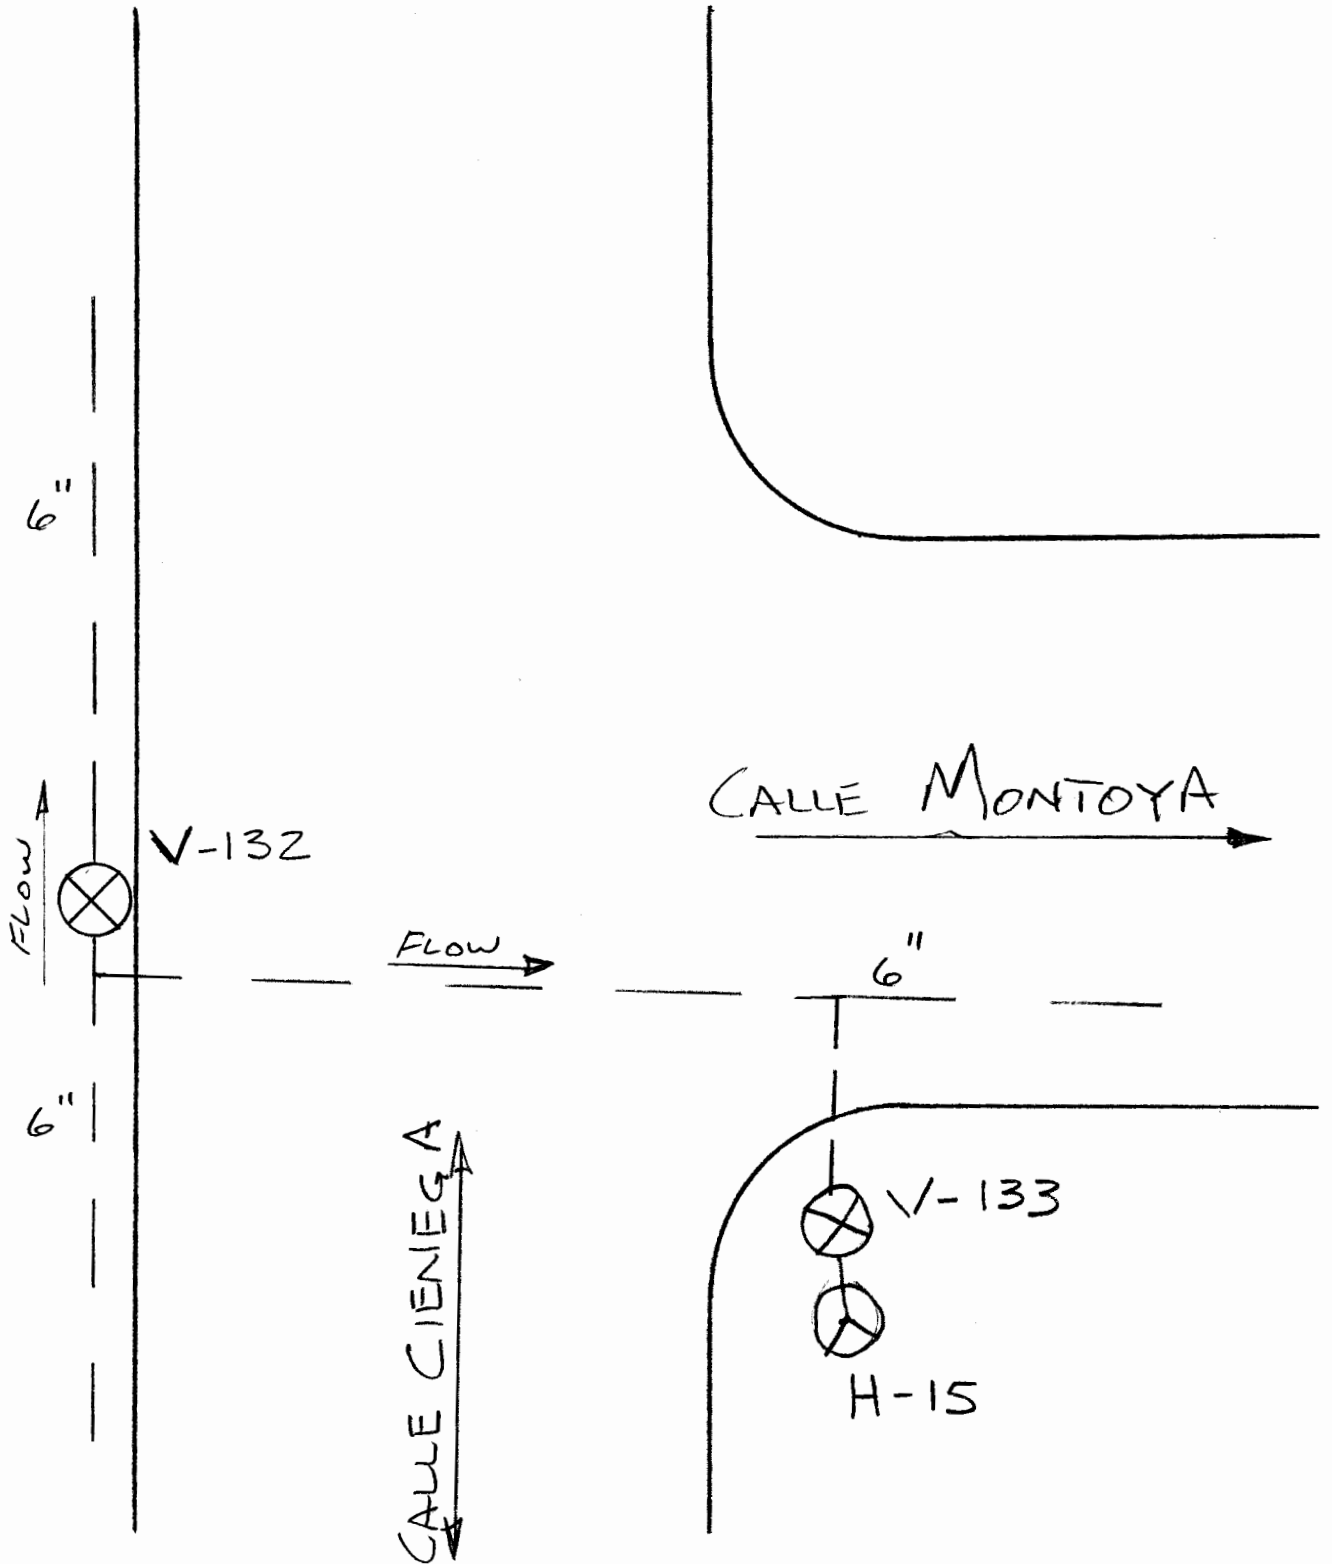 6"
CALLE MONTOYA
V-132
FLOW
FLOW
6"
6"
CALLE CIENEGA
V-133
H-15